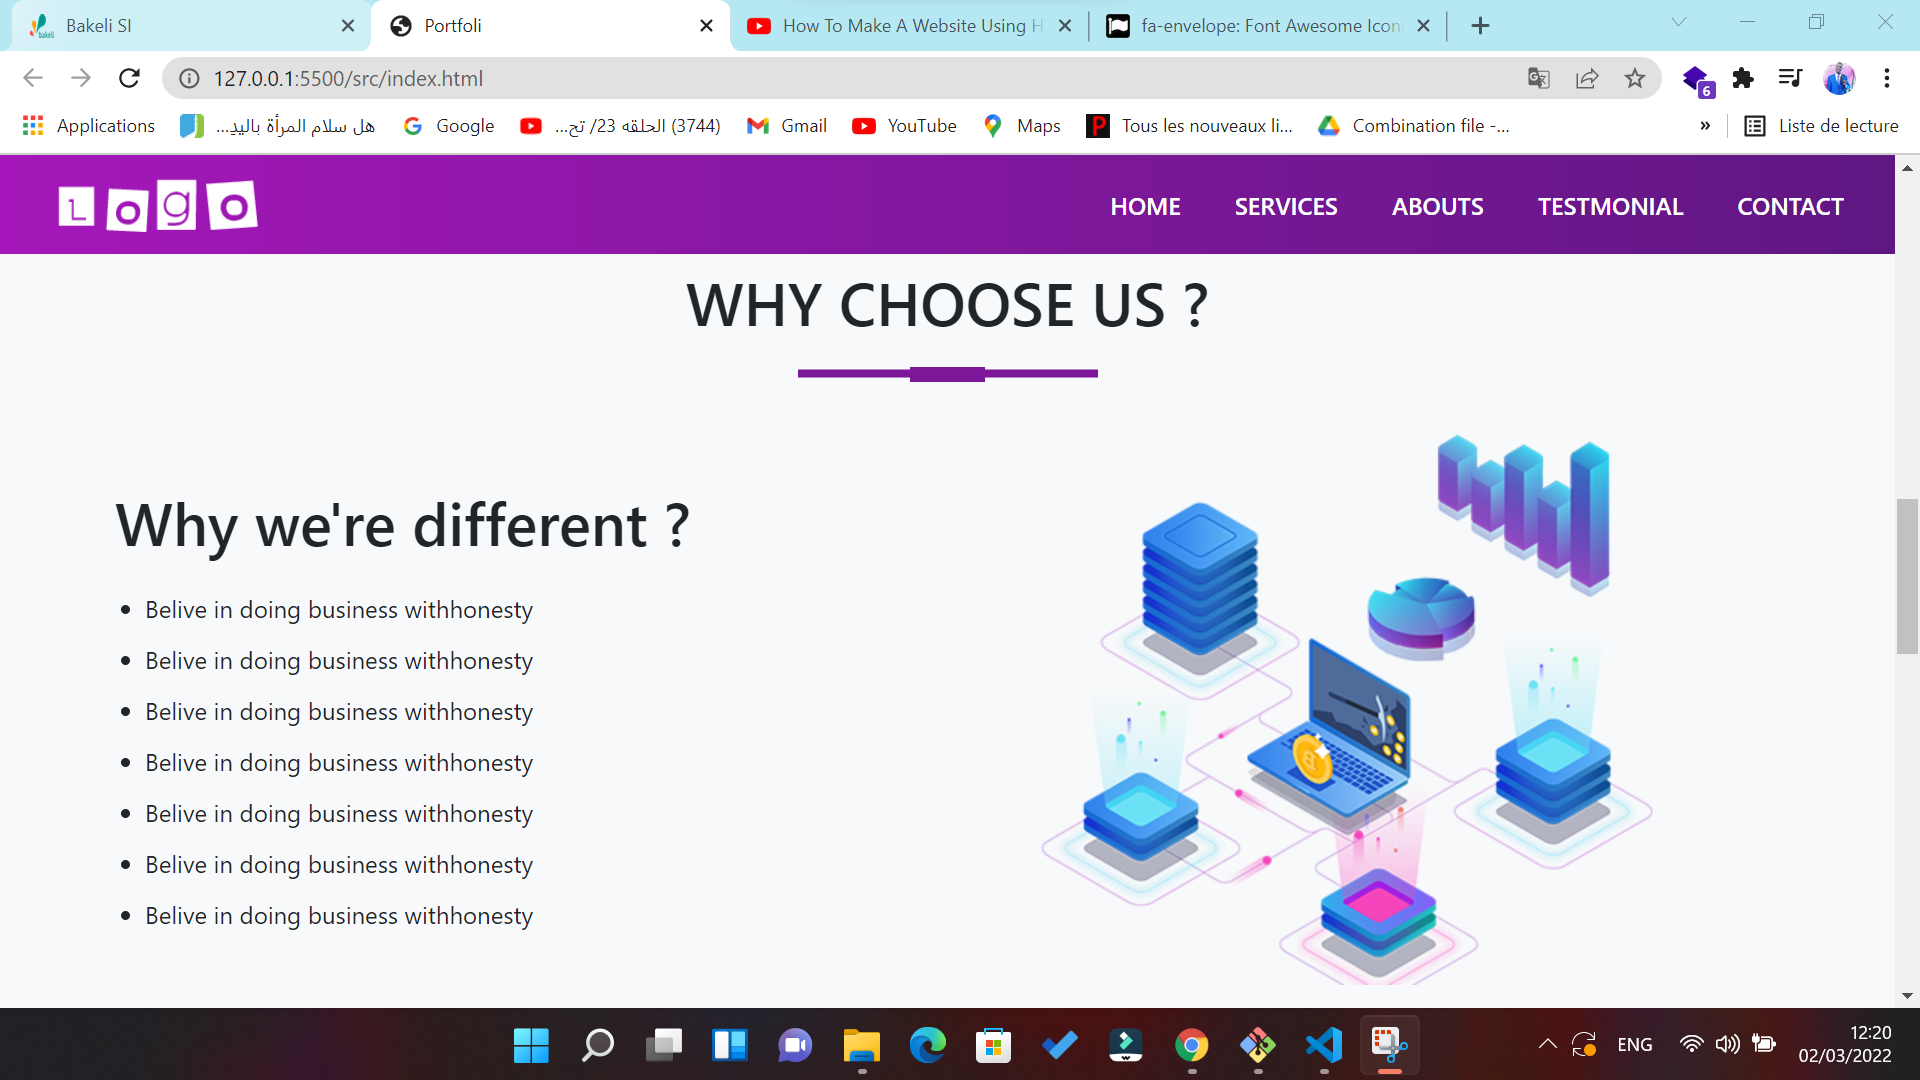 Bakeli SI
Portfoli
How To Make A Website Using H
fa-envelope: Font Awesome Icon
127.0.0.1:5500/src/index.html
6
Applications
هل سلام المرأة باليد...
Google
(3744) الحلقه 23/ تح...
Gmail
YouTube
Maps
Tous les nouveaux li...
Combination file -...
»
Liste de lecture
LOgO
HOME
SERVICES
ABOUTS
TESTMONIAL
CONTACT
WHY CHOOSE US ?
Why we're different ?
• Belive in doing business withhonesty
• Belive in doing business withhonesty
• Belive in doing business withhonesty
• Belive in doing business withhonesty
• Belive in doing business withhonesty
• Belive in doing business withhonesty
• Belive in doing business withhonesty
ENG
12:20
02/03/2022